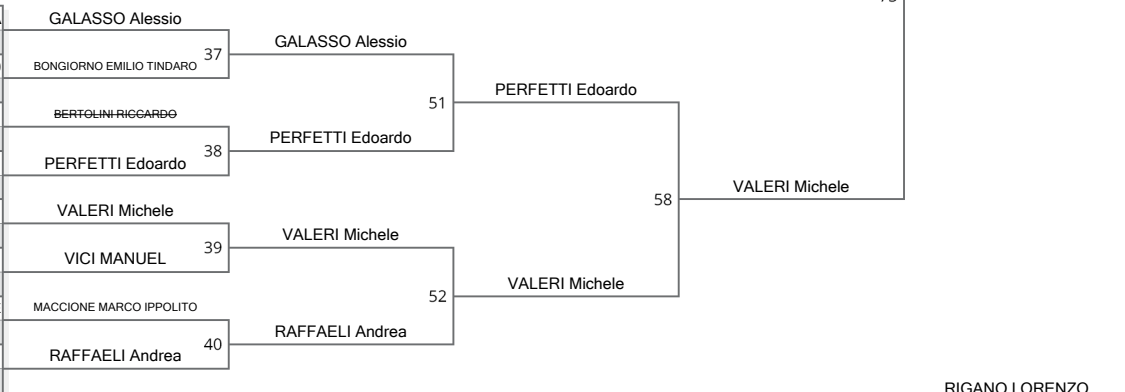 GALASSO Alessio
37
GALASSO Alessio
BONGIORNO EMILIO TINDARO
51
PERFETTI Edoardo
BERTOLINI RICCARDO
38
PERFETTI Edoardo
PERFETTI Edoardo
58
VALERI Michele
VALERI Michele
39
VALERI Michele
VICI MANUEL
52
VALERI Michele
MACCIONE MARCO IPPOLITO
40
RAFFAELI Andrea
RAFFAELI Andrea
RIGANO LORENZO